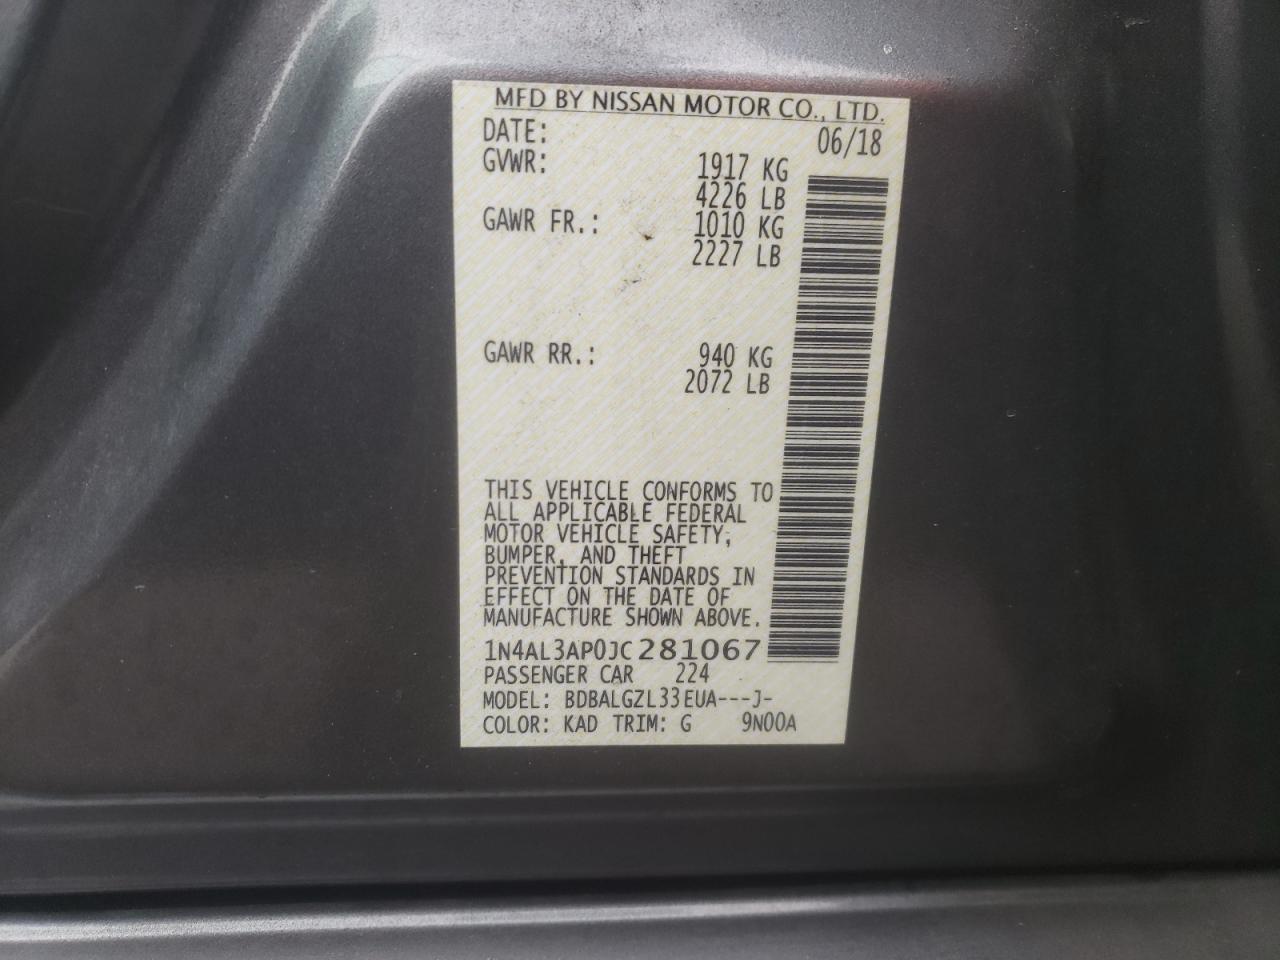 MFD BY NISSAN MOTOR CO., LTD.
DATE: 06/18
GVWR: 1917 KG
4226 LB
GAWR FR.: 1010 KG
2227 LB
GAWR RR.: 940 KG
2072 LB
THIS VEHICLE CONFORMS TO
ALL APPLICABLE FEDERAL
MOTOR VEHICLE SAFETY,
BUMPER, AND THEFT
PREVENTION STANDARDS IN
EFFECT ON THE DATE OF
MANUFACTURE SHOWN ABOVE.
1N4AL3AP0JC281067
PASSENGER CAR 224
MODEL: BDBALGZL33EUA---J-
COLOR: KAD TRIM: G 9N00A